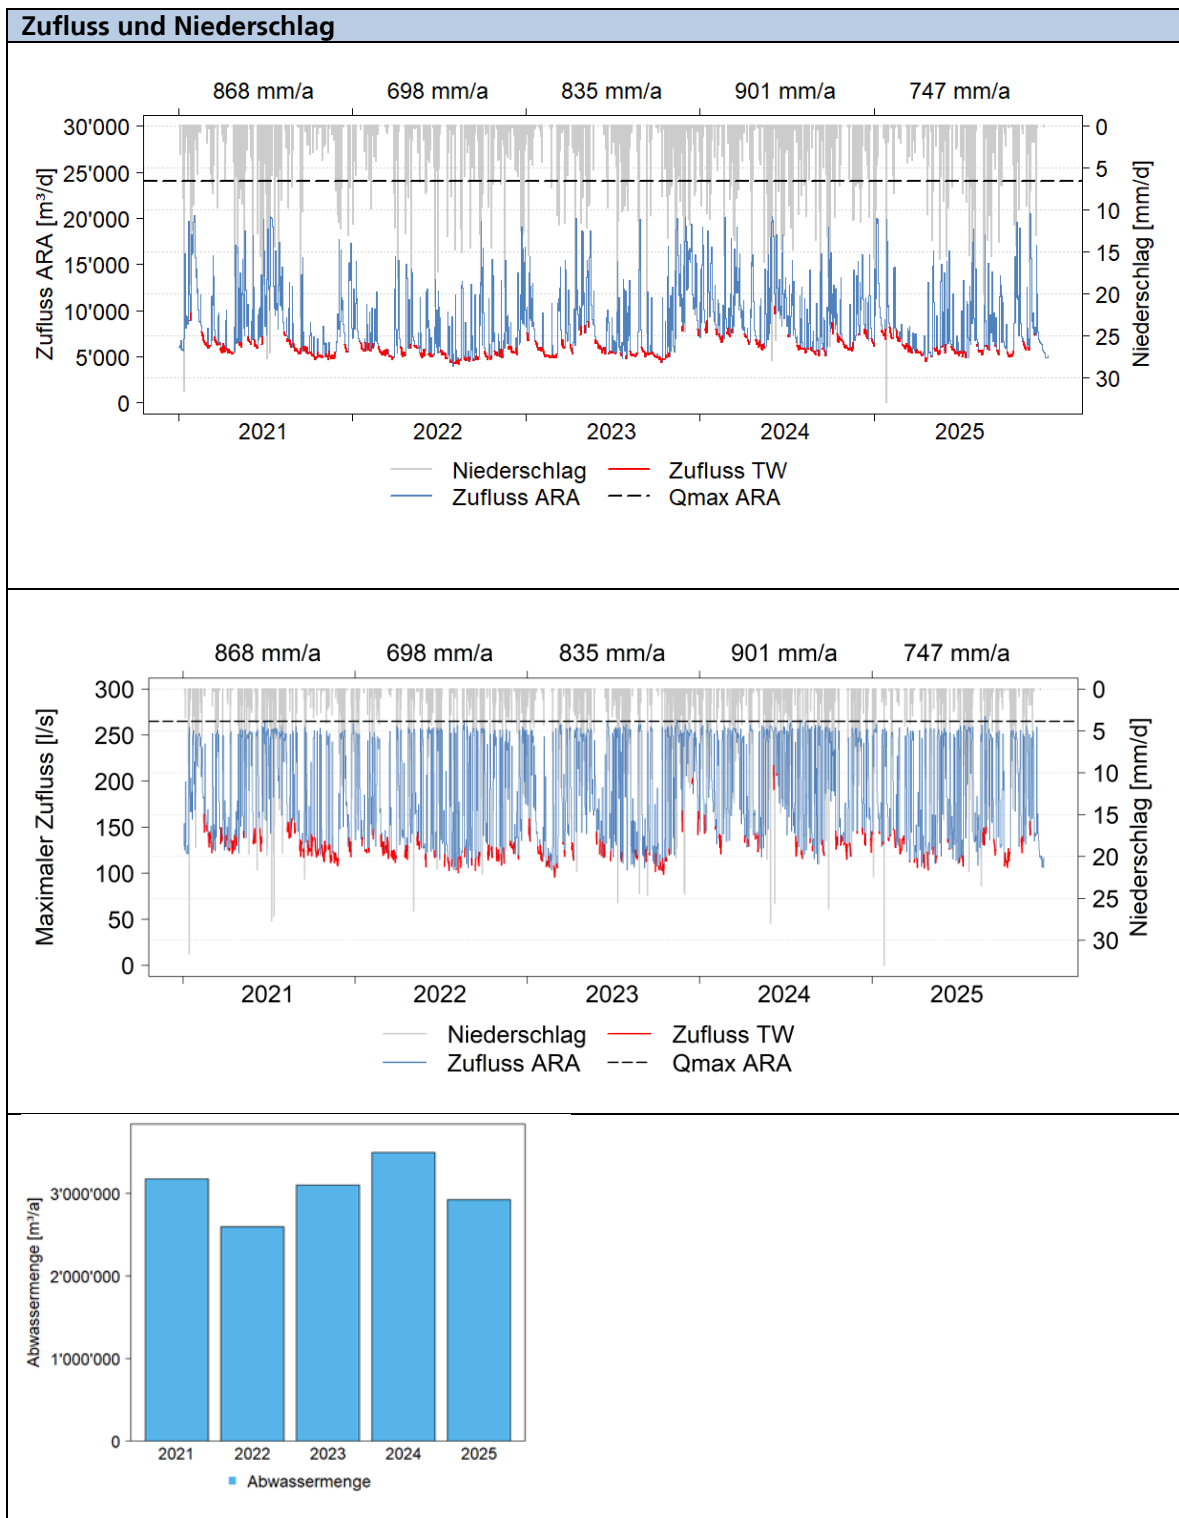 Zufluss und Niederschlag
868 mm/a 698 mm/a 835 mm/a 901 mm/a 747 mm/a
Zufluss ARA [m³/d]
30'000
25'000
20'000
15'000
10'000
5'000
0
0
5
10
15
20
25
30
Niederschlag [mm/d]
2021 2022 2023 2024 2025
Niederschlag Zufluss TW
Zufluss ARA Qmax ARA
868 mm/a 698 mm/a 835 mm/a 901 mm/a 747 mm/a
Maximaler Zufluss [l/s]
300
250
200
150
100
50
0
0
5
10
15
20
25
30
Niederschlag [mm/d]
2021 2022 2023 2024 2025
Niederschlag Zufluss TW
Zufluss ARA Qmax ARA
Abwassermenge [m³/a]
3'000'000
2'000'000
1'000'000
0
2021 2022 2023 2024 2025
Abwassermenge